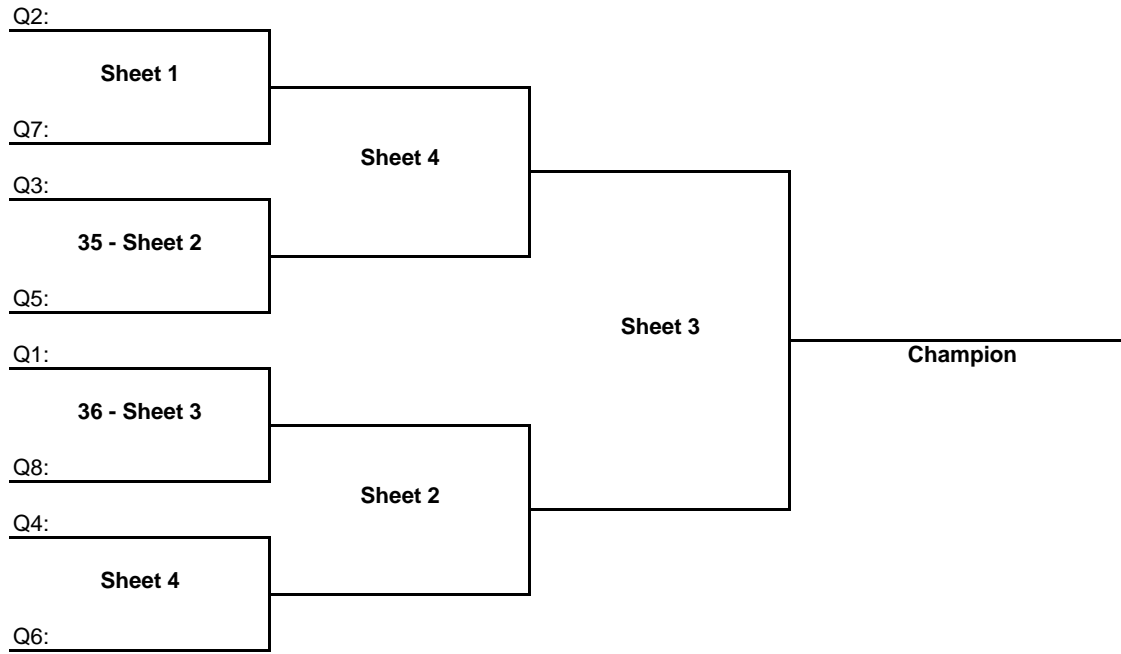 Q2:
Sheet 1
Q7:
Sheet 4
Q3:
35 - Sheet 2
Q5:
Sheet 3
Champion
Q1:
36 - Sheet 3
Q8:
Sheet 2
Q4:
Sheet 4
Q6: